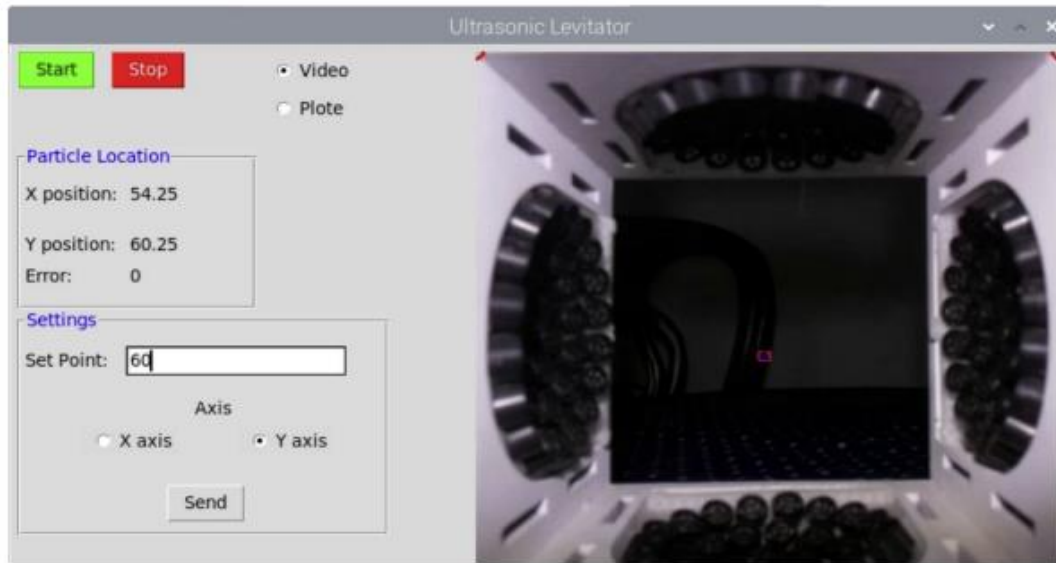 Ultrasonic Levitator
Start Stop
Video
Plote
Particle Location
X position: 54.25
Y position: 60.25
Error: 0
Settings
Set Point: 60
Axis
X axis Y axis
Send